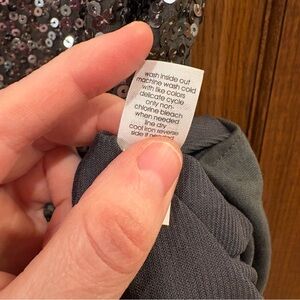 wash inside out
machine wash cold
with like colors
delicate cycle
only non-
chlorine bleach
when needed
line dry
cool iron reverse
side if needed